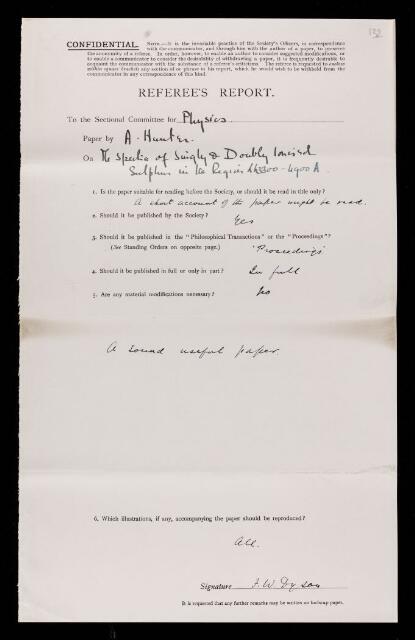 132
CONFIDENTIAL. NOTE.—It is the invariable practice of the Society's Officers, in correspondence
with the communicator, and through him with the author of a paper, to preserve
the anonymity of a referee. In order, however, to enable an author to consider suggested modifications, or
to enable a communicator to consider the desirability of withdrawing a paper, it is frequently desirable to
acquaint the communicator with the substance of a referee's criticisms. The referee is requested to enclose
within square brackets any section of or phrase in his report, which he would wish to be withheld from the
communicator in any correspondence of this kind.
REFEREE'S REPORT.
To the Sectional Committee for Physics
Paper by A. Hunter.
On The Spectra of Singly & Doubly Ionised
Sulphur in the Region λλ3300 - 4900 A.
1. Is the paper suitable for reading before the Society, or should it be read in title only?
A short account of the paper might be read.
2. Should it be published by the Society?
Yes
3. Should it be published in the "Philosophical Transactions" or the "Proceedings"?
(See Standing Orders on opposite page.) 'Proceedings'
4. Should it be published in full or only in part? In full
5. Are any material modifications necessary? No
A sound useful paper.
6. Which illustrations, if any, accompanying the paper should be reproduced?
All.
Signature F. W. Dyson
It is requested that any further remarks may be written on foolscap paper.